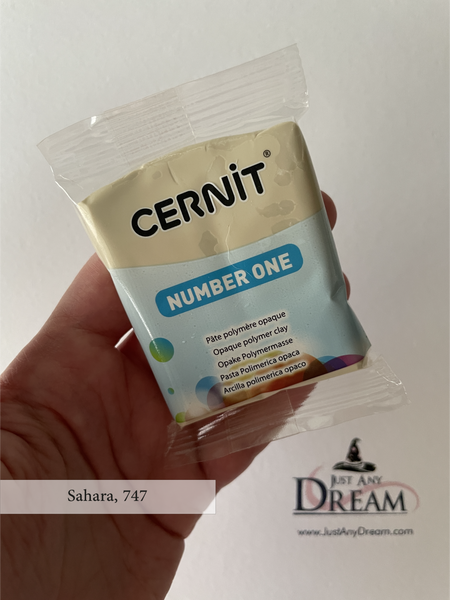 CERNiT®
NUMBER ONE
Pâte polymère opaque
Opaque polymer clay
Opake Polymermasse
Pasta Polimerica opaca
Arcilla polimerica opaco
Sahara, 747
JUST ANY
DREAM
www.JustAnyDream.com